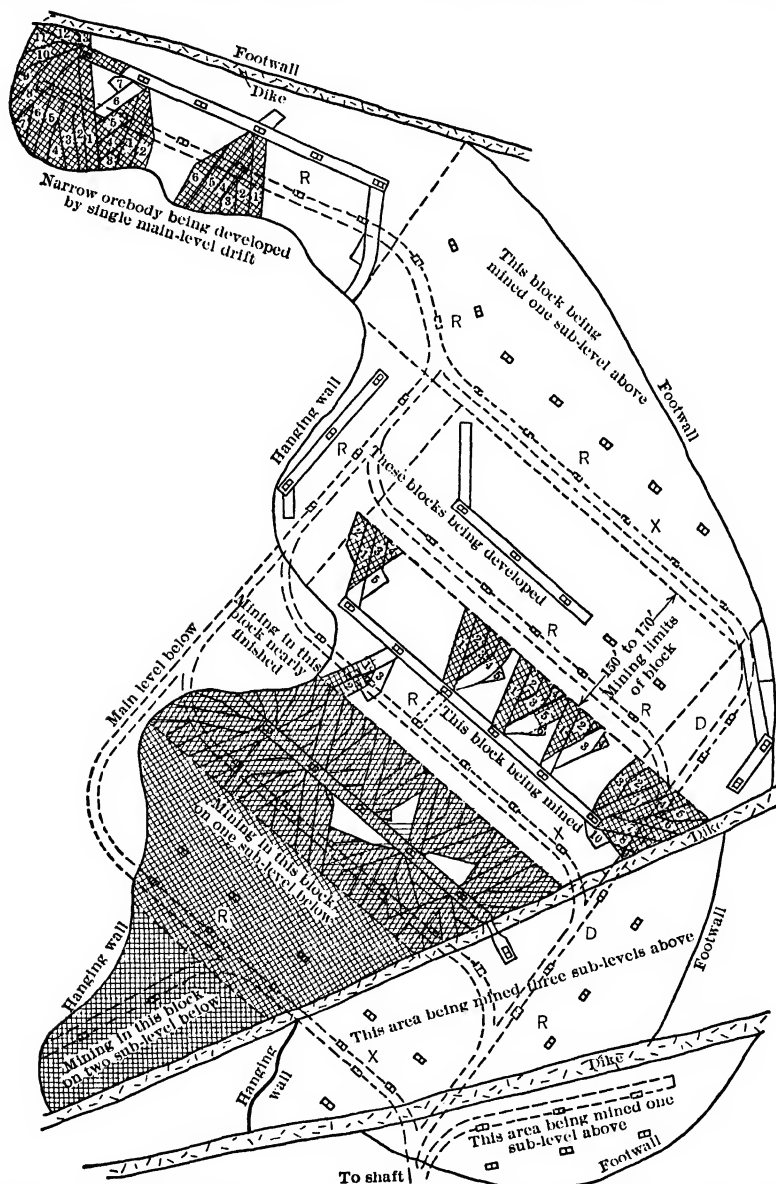 Footwall
Dike
Narrow orebody being developed
by single main-level drift
R
This block being
mined one sub-level above
R
Footwall
Hanging wall
R
R
X
These blocks being developed
Mining in this
block nearly
finished
Main level below
R
150' to 170'
Mining limits
of block
R
D
R
This block being mined
X
Dike
Mining in this block
on one sub-level below
R
D
Footwall
Hanging wall
This area being mined three sub-levels above
R
Mining in this block
on two sub-level below
X
Hanging
wall
Dike
This area being mined one
sub-level above
Footwall
To shaft